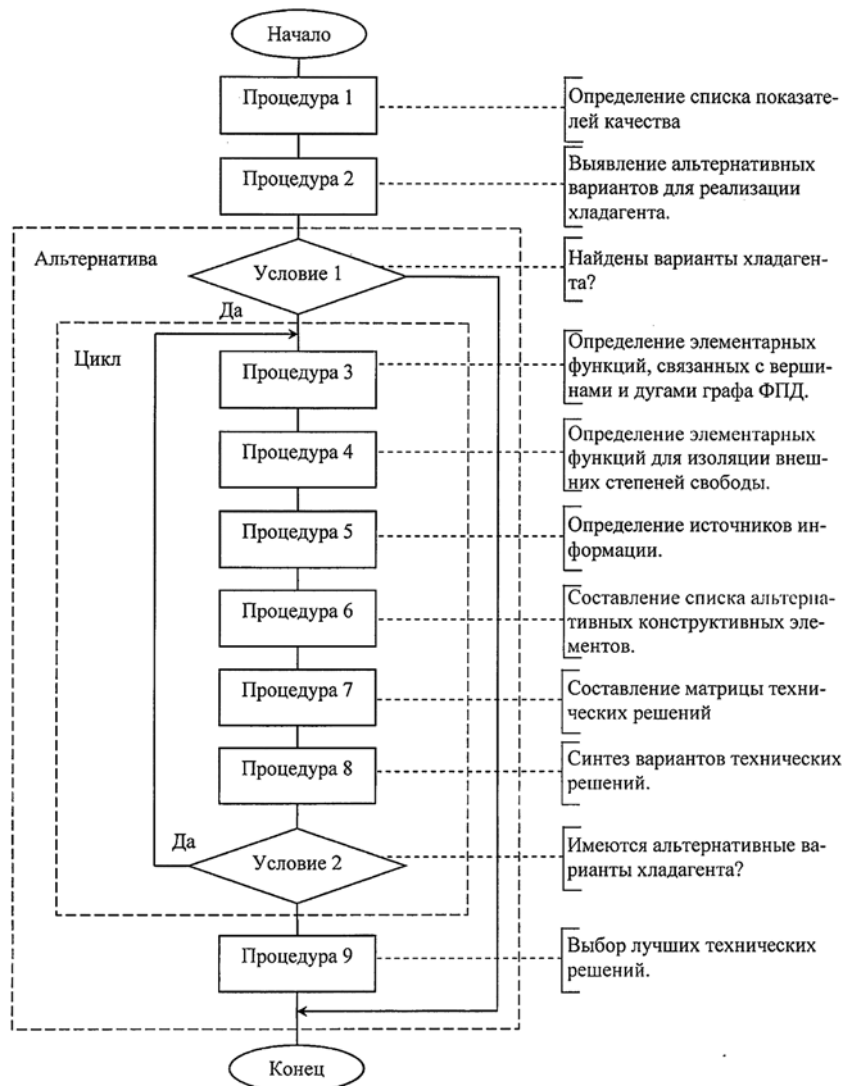 Начало
Процедура 1
Определение списка показате-
лей качества
Процедура 2
Выявление альтернативных
вариантов для реализации
хладагента.
Альтернатива
Условие 1
Найдены варианты хладаген-
та?
Да
Цикл
Процедура 3
Определение элементарных
функций, связанных с верши-
нами и дугами графа ФПД.
Процедура 4
Определение элементарных
функций для изоляции внеш-
них степеней свободы.
Процедура 5
Определение источников ин-
формации.
Процедура 6
Составление списка альтерна-
тивных конструктивных эле-
ментов.
Процедура 7
Составление матрицы техни-
ческих решений
Процедура 8
Синтез вариантов технических
решений.
Да
Условие 2
Имеются альтернативные ва-
рианты хладагента?
Процедура 9
Выбор лучших технических
решений.
Конец